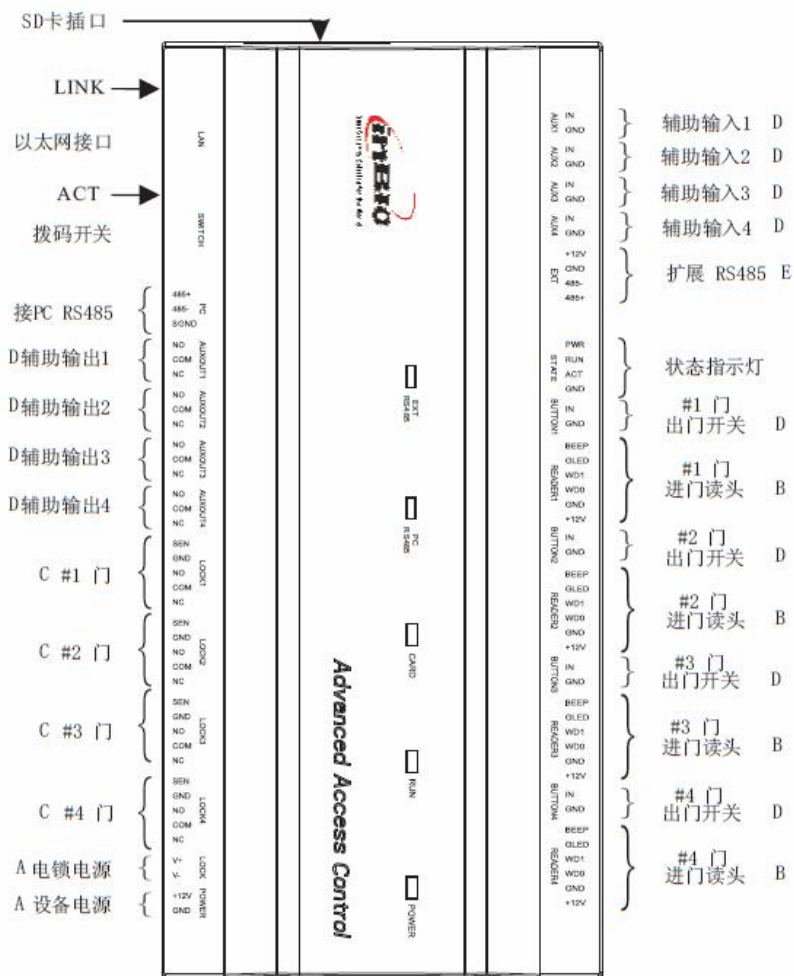 SD卡插口
LINK
以太网接口
ACT
拨码开关
接PC RS485
D辅助输出1
D辅助输出2
D辅助输出3
D辅助输出4
C #1 门
C #2 门
C #3 门
C #4 门
A 电锁电源
A 设备电源
LAN
SWITCH
485+
485-
SGND
PC
NO
COM
NC
AUXOUT1
NO
COM
NC
AUXOUT2
NO
COM
NC
AUXOUT3
NO
COM
NC
AUXOUT4
SEN
GND
NO
COM
NC
LOCK1
SEN
GND
NO
COM
NC
LOCK2
SEN
GND
NO
COM
NC
LOCK3
SEN
GND
NO
COM
NC
LOCK4
V+
V-
LOCK
+12V
GND
POWER
inBIO
EXT
RS485
PC
RS485
CARD
RUN
POWER
Advanced Access Control
AUX1
IN
GND
AUX2
IN
GND
AUX3
IN
GND
AUX4
IN
GND
EXT
+12V
GND
485-
485+
STATE
PWR
RUN
ACT
GND
BUTTON1
IN
GND
READER1
BEEP
GLED
WD1
WD0
GND
+12V
BUTTON2
IN
GND
READER2
BEEP
GLED
WD1
WD0
GND
+12V
BUTTON3
IN
GND
READER3
BEEP
GLED
WD1
WD0
GND
+12V
BUTTON4
IN
GND
READER4
BEEP
GLED
WD1
WD0
GND
+12V
辅助输入1 D
辅助输入2 D
辅助输入3 D
辅助输入4 D
扩展 RS485 E
状态指示灯
#1 门
出门开关 D
#1 门
进门读头 B
#2 门
出门开关 D
#2 门
进门读头 B
#3 门
出门开关 D
#3 门
进门读头 B
#4 门
出门开关 D
#4 门
进门读头 B